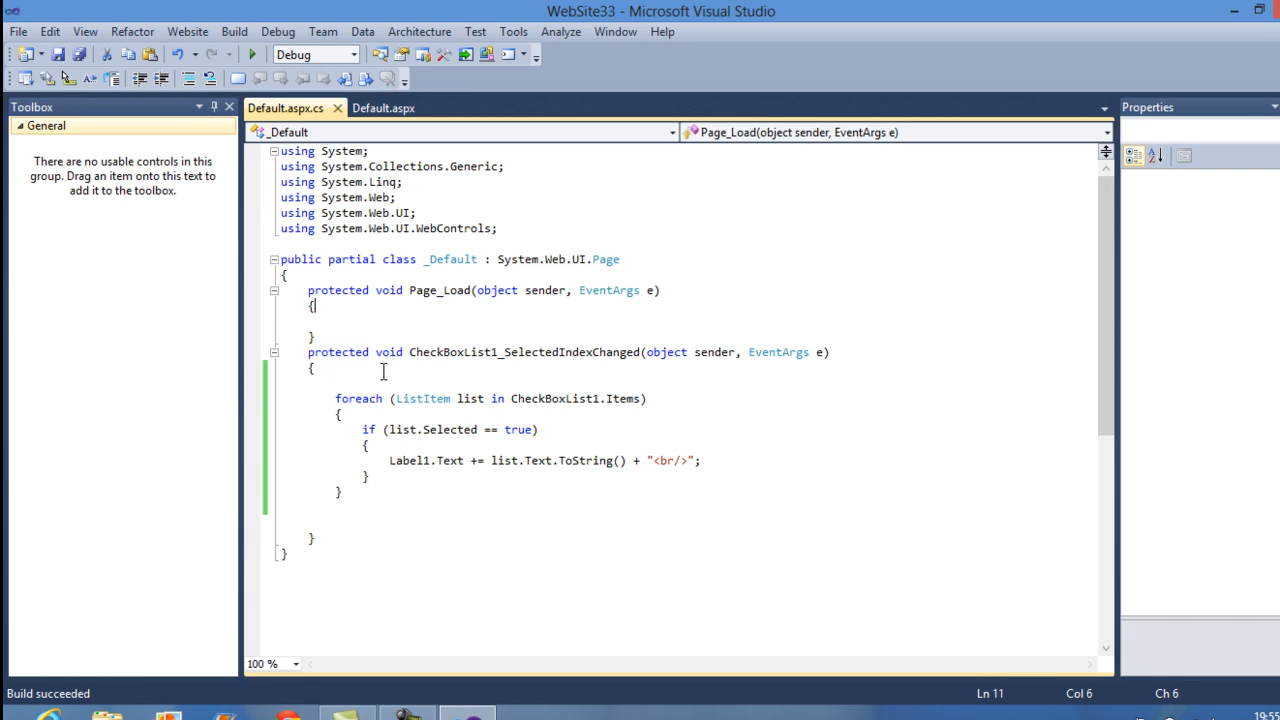 WebSite33 - Microsoft Visual Studio
File Edit View Refactor Website Build Debug Team Data Architecture Test Tools Analyze Window Help
Debug
Toolbox
General
There are no usable controls in this
group. Drag an item onto this text to
add it to the toolbox.
Default.aspx.cs Default.aspx
_Default Page_Load(object sender, EventArgs e)
using System;
using System.Collections.Generic;
using System.Linq;
using System.Web;
using System.Web.UI;
using System.Web.UI.WebControls;
public partial class _Default : System.Web.UI.Page
{
protected void Page_Load(object sender, EventArgs e)
{
}
protected void CheckBoxList1_SelectedIndexChanged(object sender, EventArgs e)
{
foreach (ListItem list in CheckBoxList1.Items)
{
if (list.Selected == true)
{
Label1.Text += list.Text.ToString() + "<br/>";
}
}
}
}
100 %
Properties
Build succeeded Ln 11 Col 6 Ch 6
19:55